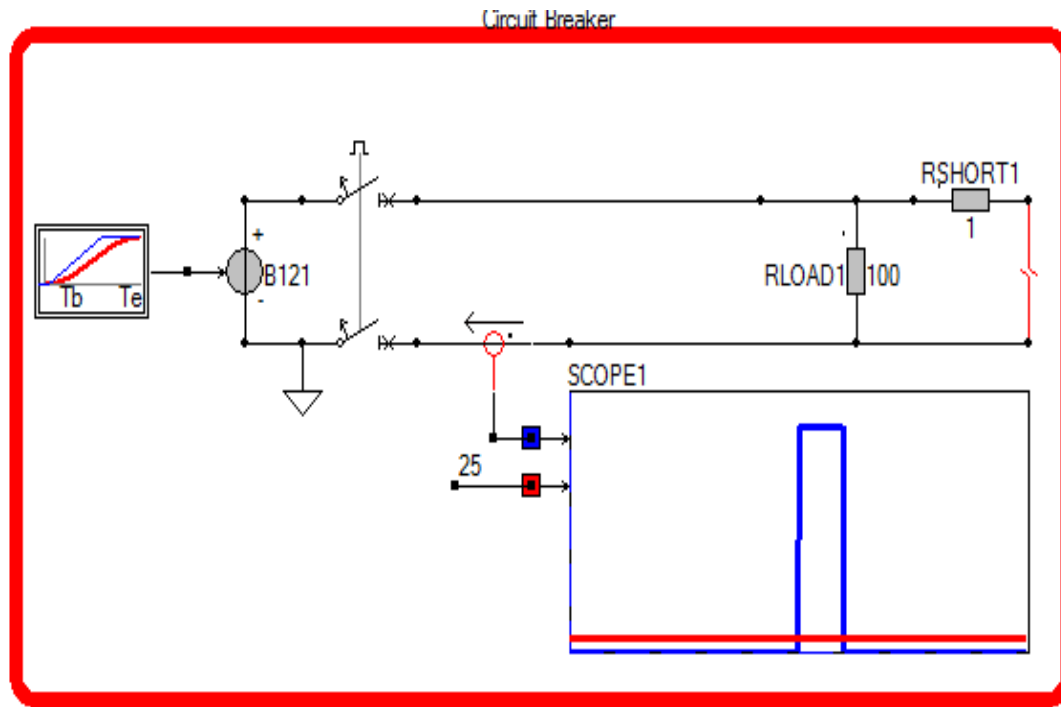 Circuit Breaker
RSHORT1
1
+
B121
-
Tb Te
RLOAD1 100
SCOPE1
25